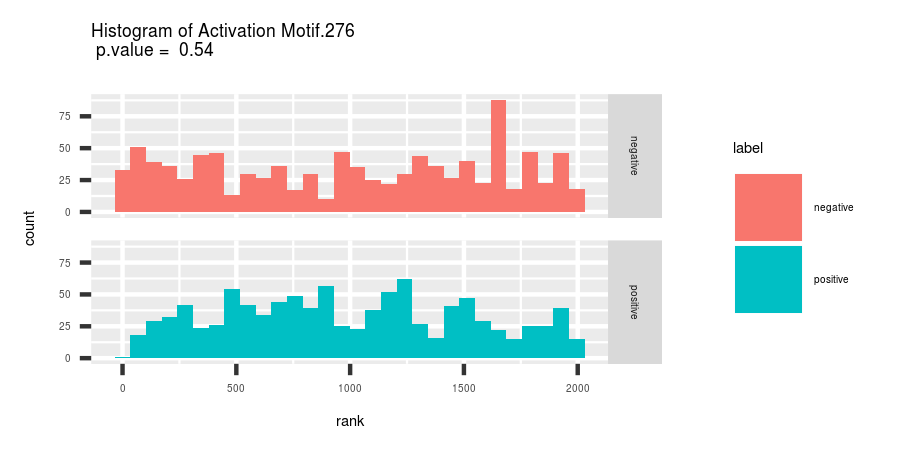 Histogram of Activation Motif.276
p.value = 0.54
count
75
50
25
0
negative
75
50
25
0
positive
0 500 1000 1500 2000
rank
label
negative
positive